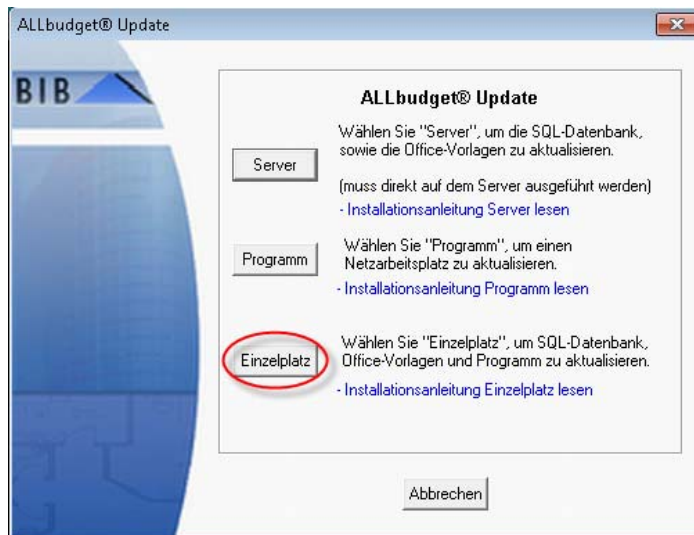 ALLbudget® Update
BIB
ALLbudget® Update
Server
Wählen Sie "Server", um die SQL-Datenbank,
sowie die Office-Vorlagen zu aktualisieren.
(muss direkt auf dem Server ausgeführt werden)
- Installationsanleitung Server lesen
Programm
Wählen Sie "Programm", um einen
Netzarbeitsplatz zu aktualisieren.
- Installationsanleitung Programm lesen
Einzelplatz
Wählen Sie "Einzelplatz", um SQL-Datenbank,
Office-Vorlagen und Programm zu aktualisieren.
- Installationsanleitung Einzelplatz lesen
Abbrechen